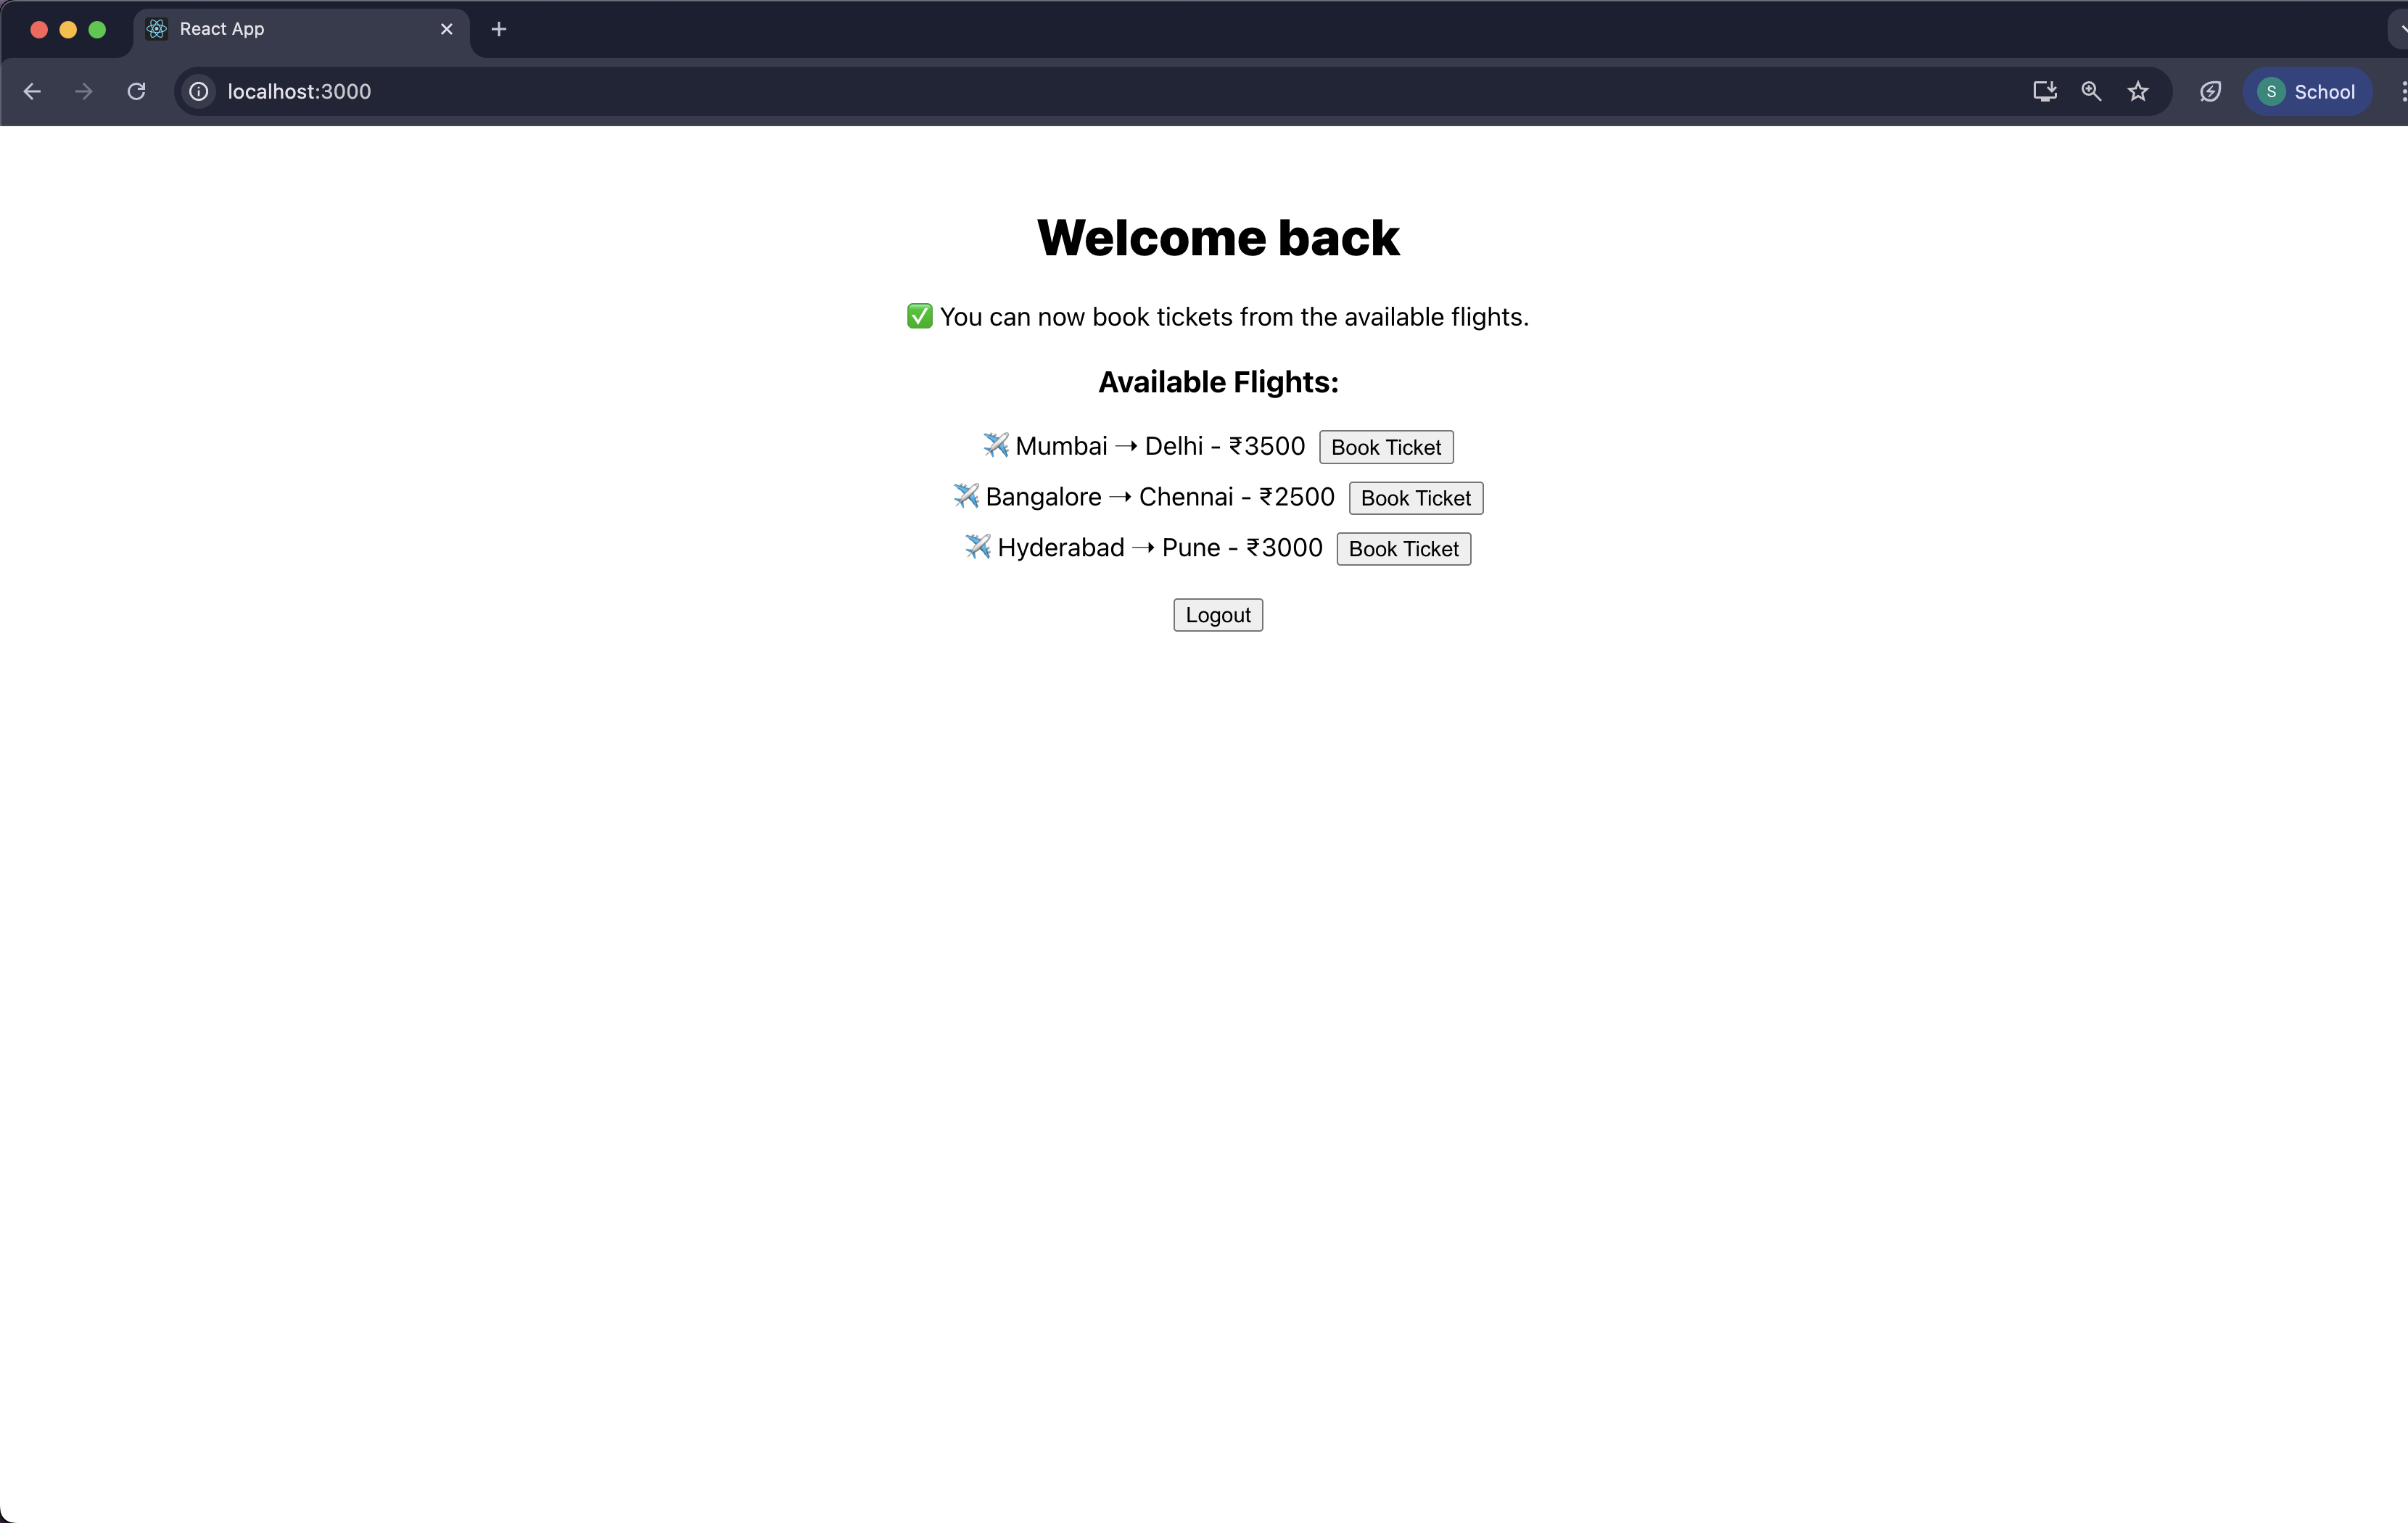 React App
localhost:3000
S School
Welcome back
✅ You can now book tickets from the available flights.
Available Flights:
✈️ Mumbai → Delhi - ₹3500 Book Ticket
✈️ Bangalore → Chennai - ₹2500 Book Ticket
✈️ Hyderabad → Pune - ₹3000 Book Ticket
Logout